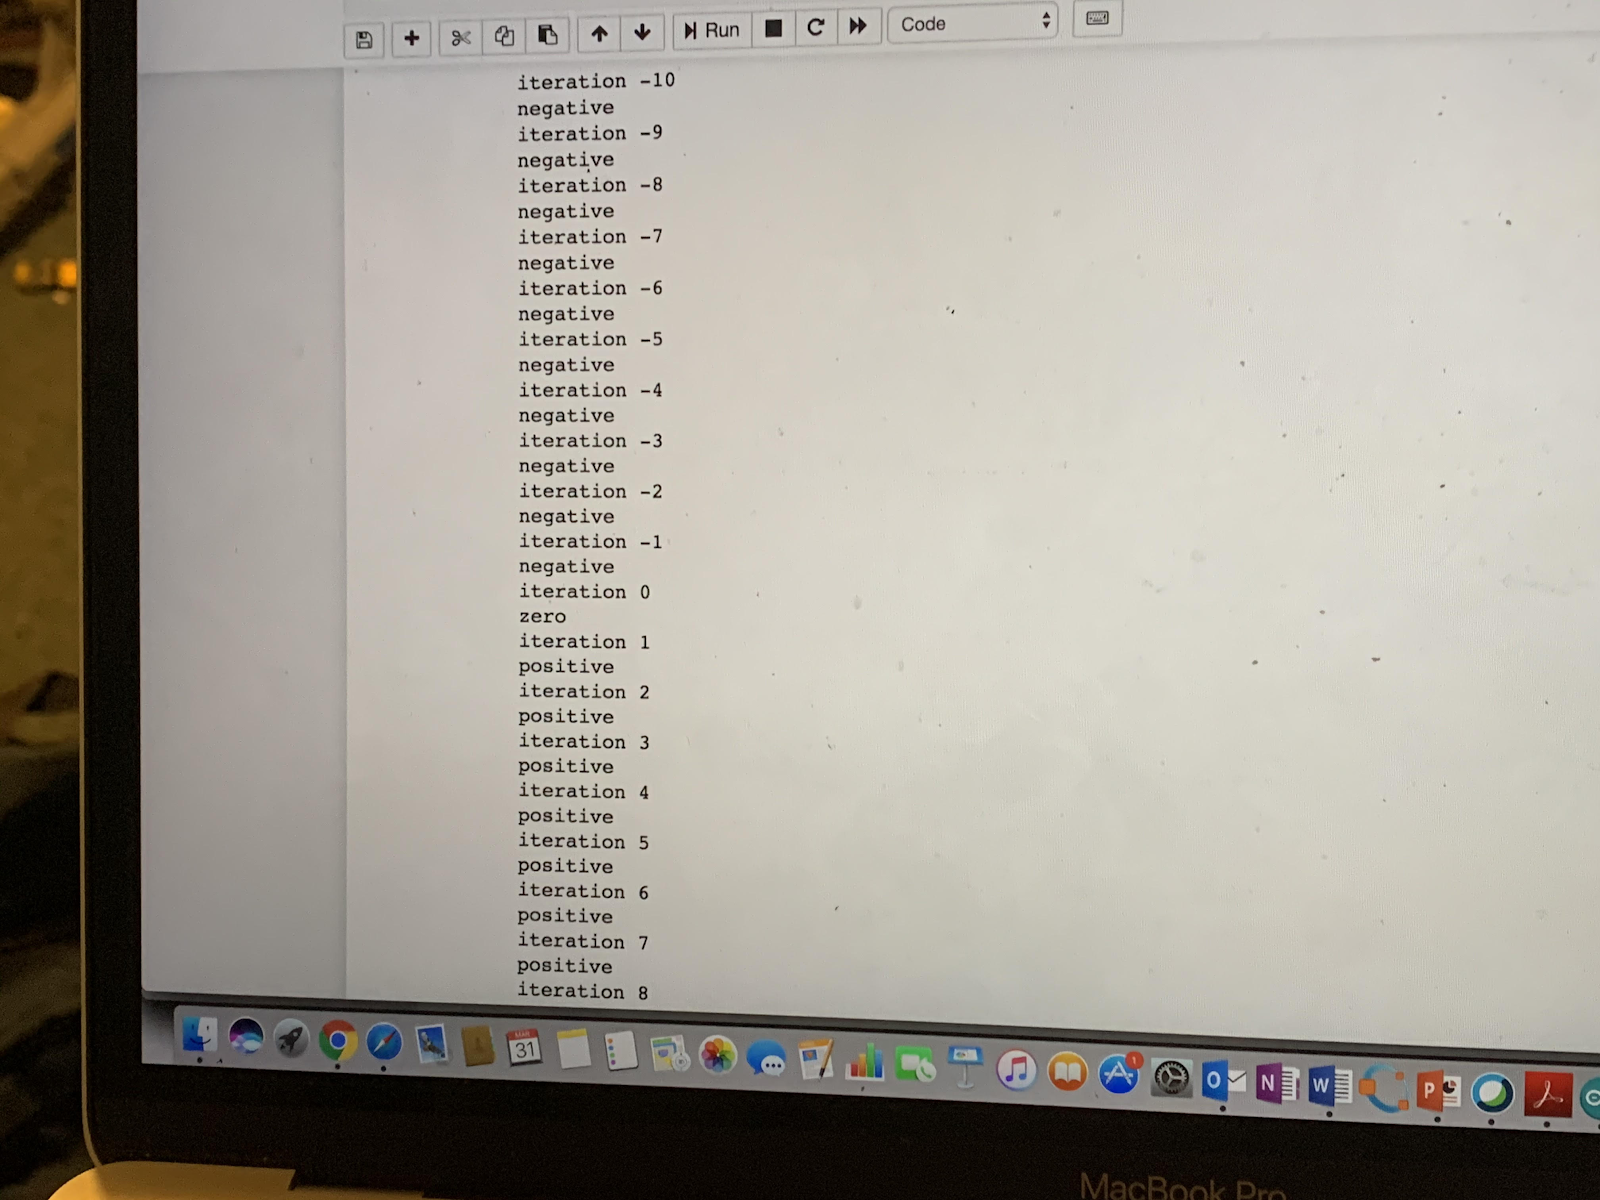 Run Code
iteration -10
negative
iteration -9
negative
iteration -8
negative
iteration -7
negative
iteration -6
negative
iteration -5
negative
iteration -4
negative
iteration -3
negative
iteration -2
negative
iteration -1
negative
iteration 0
zero
iteration 1
positive
iteration 2
positive
iteration 3
positive
iteration 4
positive
iteration 5
positive
iteration 6
positive
iteration 7
positive
iteration 8
MAR
31
1
O
N
W
P
MacBook Pro